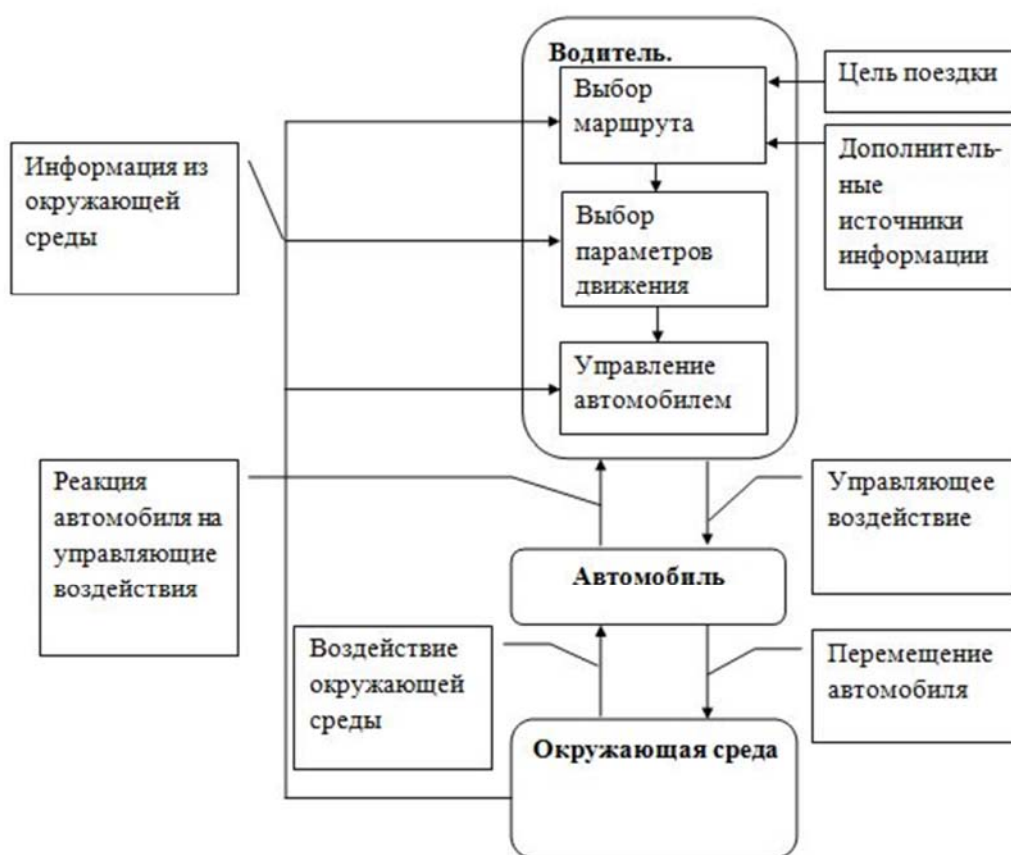 Водитель.
Выбор
маршрута
Цель поездки
Дополнитель-
ные
источники
информации
Информация из
окружающей
среды
Выбор
параметров
движения
Управление
автомобилем
Реакция
автомобиля на
управляющие
воздействия
Управляющее
воздействие
Автомобиль
Воздействие
окружающей
среды
Перемещение
автомобиля
Окружающая среда